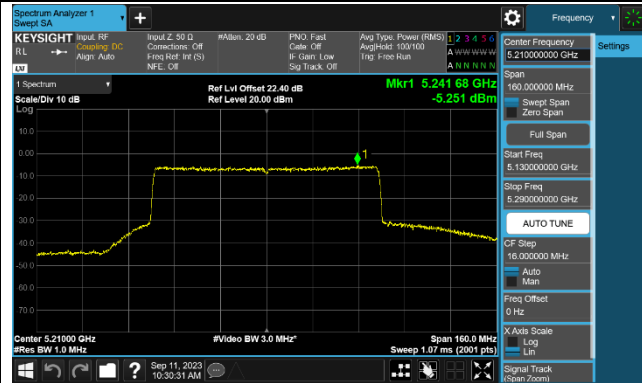 Spectrum Analyzer 1
Swept SA
+
Frequency
KEYSIGHT
RL
LXI
Input: RF
Coupling: DC
Align: Auto
Input Z: 50 Ω
Corrections: Off
Freq Ref: Int (S)
NFE: Off
#Atten: 20 dB
PNO: Fast
Gate: Off
IF Gain: Low
Sig Track: Off
Avg Type: Power (RMS)
Avg|Hold: 100/100
Trig: Free Run
1 2 3 4 5 6
A W W W W W
A N N N N N
1 Spectrum
Scale/Div 10 dB
Log
Ref Lvl Offset 22.40 dB
Ref Level 20.00 dBm
Mkr1 5.241 68 GHz
-5.251 dBm
1
10.0
0.00
-10.0
-20.0
-30.0
-40.0
-50.0
-60.0
-70.0
Center 5.21000 GHz
#Res BW 1.0 MHz
#Video BW 3.0 MHz*
Span 160.0 MHz
Sweep 1.07 ms (2001 pts)
Sep 11, 2023
10:30:31 AM
?
Center Frequency
5.210000000 GHz
Span
160.000000 MHz
Swept Span
Zero Span
Full Span
Start Freq
5.130000000 GHz
Stop Freq
5.290000000 GHz
AUTO TUNE
CF Step
16.000000 MHz
Auto
Man
Freq Offset
0 Hz
X Axis Scale
Log
Lin
Signal Track
(Span Zoom)
Settings